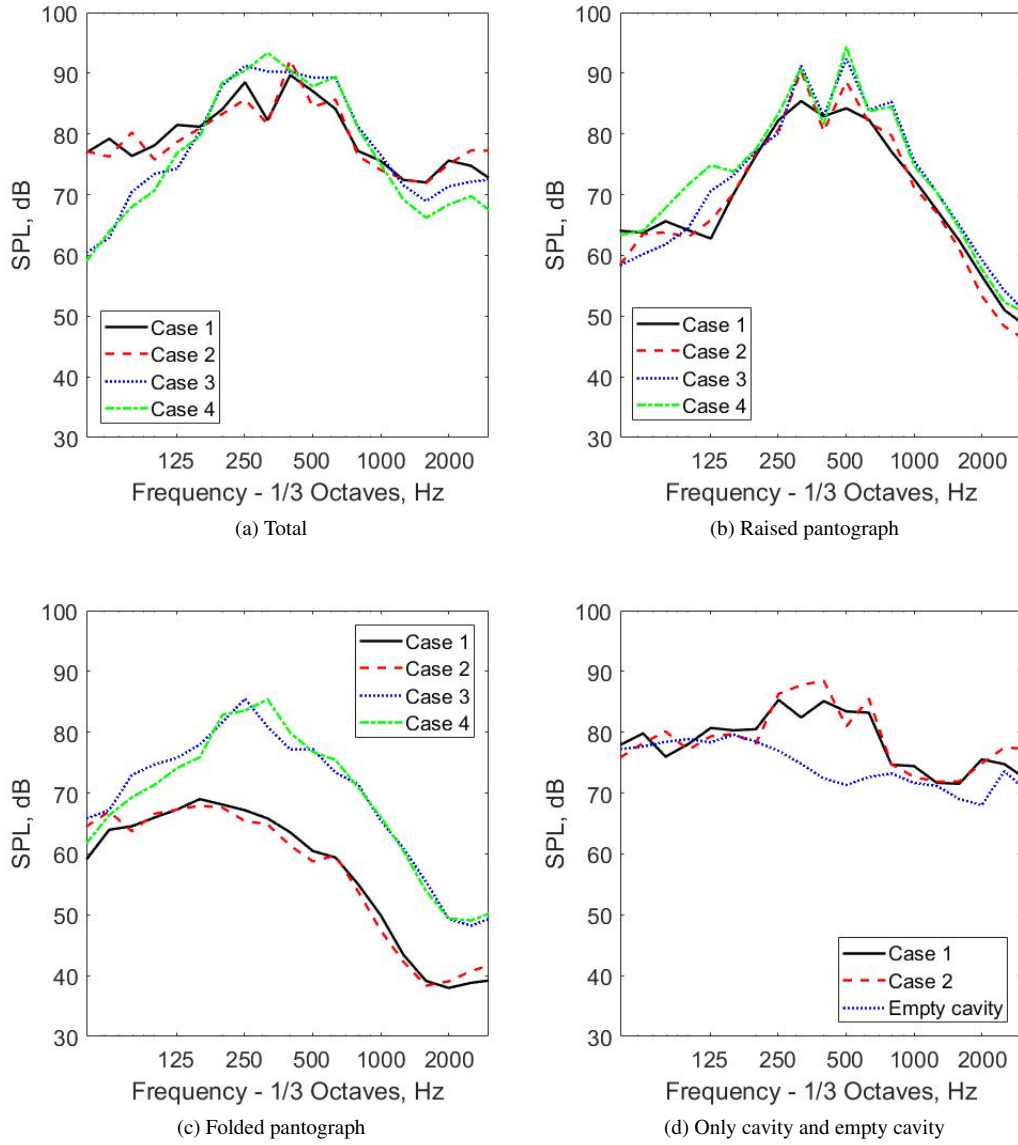 100
90
80
70
60
50
40
30
SPL, dB
Case 1
Case 2
Case 3
Case 4
125 250 500 1000 2000
Frequency - 1/3 Octaves, Hz
(a) Total
100
90
80
70
60
50
40
30
SPL, dB
Case 1
Case 2
Case 3
Case 4
125 250 500 1000 2000
Frequency - 1/3 Octaves, Hz
(b) Raised pantograph
100
90
80
70
60
50
40
30
SPL, dB
Case 1
Case 2
Case 3
Case 4
125 250 500 1000 2000
Frequency - 1/3 Octaves, Hz
(c) Folded pantograph
100
90
80
70
60
50
40
30
SPL, dB
Case 1
Case 2
Empty cavity
125 250 500 1000 2000
Frequency - 1/3 Octaves, Hz
(d) Only cavity and empty cavity